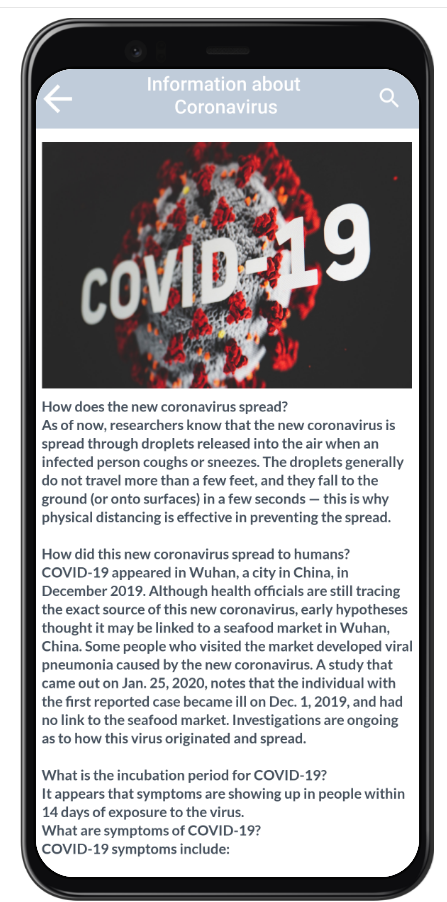 Information about
Coronavirus
COVID-19
How does the new coronavirus spread?
As of now, researchers know that the new coronavirus is
spread through droplets released into the air when an
infected person coughs or sneezes. The droplets generally
do not travel more than a few feet, and they fall to the
ground (or onto surfaces) in a few seconds — this is why
physical distancing is effective in preventing the spread.
How did this new coronavirus spread to humans?
COVID-19 appeared in Wuhan, a city in China, in
December 2019. Although health officials are still tracing
the exact source of this new coronavirus, early hypotheses
thought it may be linked to a seafood market in Wuhan,
China. Some people who visited the market developed viral
pneumonia caused by the new coronavirus. A study that
came out on Jan. 25, 2020, notes that the individual with
the first reported case became ill on Dec. 1, 2019, and had
no link to the seafood market. Investigations are ongoing
as to how this virus originated and spread.
What is the incubation period for COVID-19?
It appears that symptoms are showing up in people within
14 days of exposure to the virus.
What are symptoms of COVID-19?
COVID-19 symptoms include: